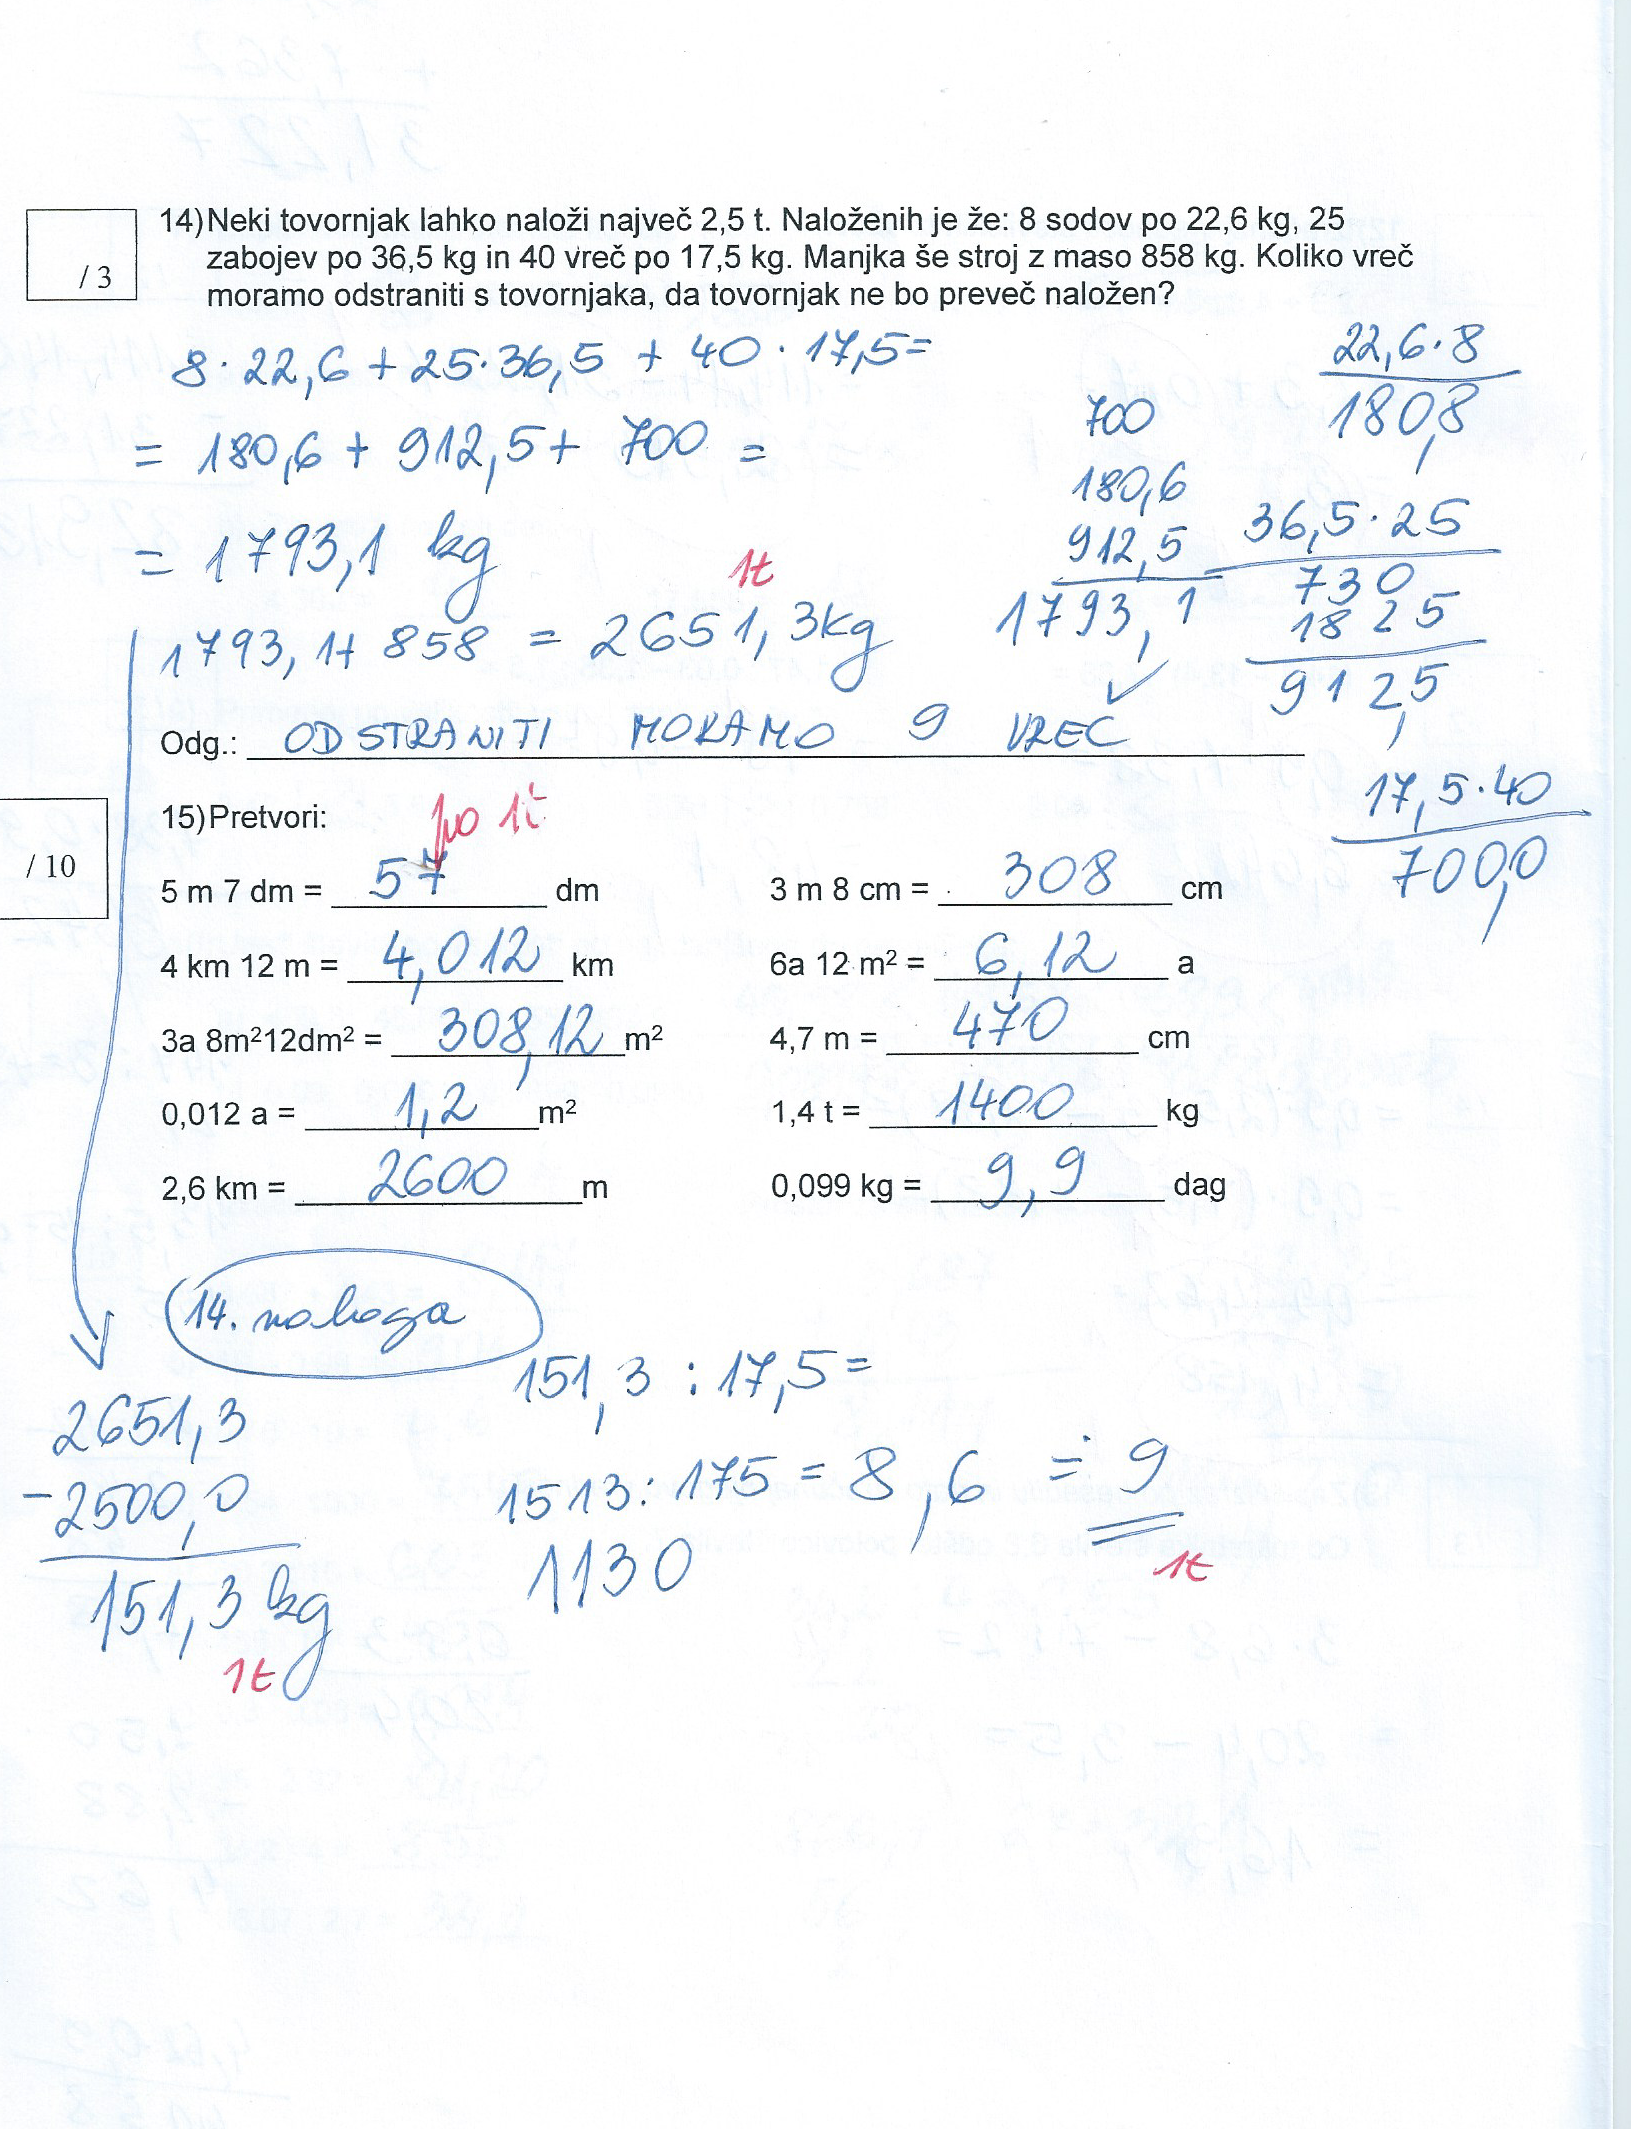 / 3
14) Neki tovornjak lahko naloži največ 2,5 t. Naloženih je že: 8 sodov po 22,6 kg, 25
zabojev po 36,5 kg in 40 vreč po 17,5 kg. Manjka še stroj z maso 858 kg. Koliko vreč
moramo odstraniti s tovornjaka, da tovornjak ne bo preveč naložen?
8 · 22,6 + 25 · 36,5 + 40 · 17,5 =
= 180,6 + 912,5 + 700 =
= 1793,1 kg
1t
1793,1 + 858 = 2651,3 kg
22,6 · 8
180,8
700
180,6
912,5
1793,1
36,5 · 25
730
1825
912,5
17,5 · 40
700,0
Odg.: ODSTRANITI MORAMO 9 VREČ
/ 10
15) Pretvori:
po 1t
5 m 7 dm = 57 dm
3 m 8 cm = 308 cm
4 km 12 m = 4,012 km
6a 12 m² = 6,12 a
3a 8m²12dm² = 308,12 m²
4,7 m = 470 cm
0,012 a = 1,2 m²
1,4 t = 1400 kg
2,6 km = 2600 m
0,099 kg = 9,9 dag
14. naloga
2651,3
- 2500,0
151,3 kg
1t
151,3 : 17,5 =
1513 : 175 = 8,6 ≐ 9
1130
1t